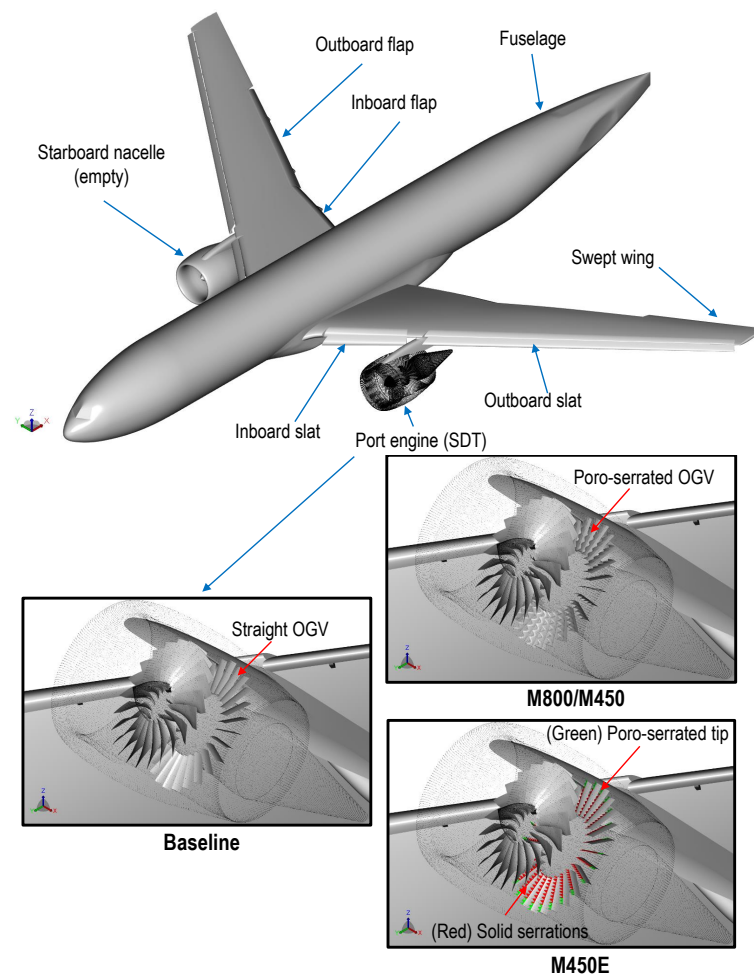 Outboard flap
Fuselage
Inboard flap
Starboard nacelle
(empty)
Swept wing
Outboard slat
Inboard slat
Port engine (SDT)
Z
Y
X
Poro-serrated OGV
Z
X
M800/M450
Straight OGV
Z
X
Baseline
(Green) Poro-serrated tip
Z
X
(Red) Solid serrations
M450E